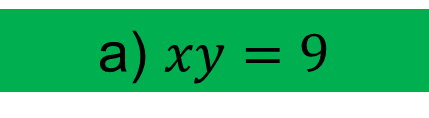 a) xy = 9